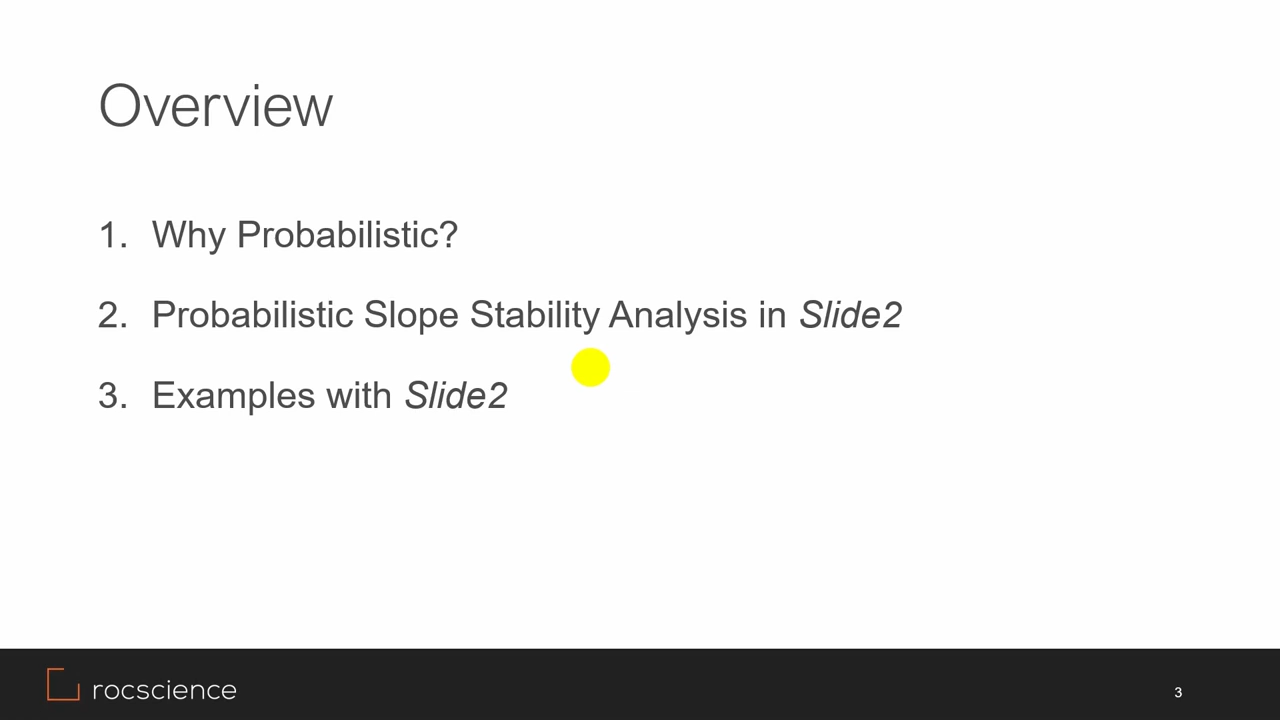 Overview
1. Why Probabilistic?
2. Probabilistic Slope Stability Analysis in Slide2
3. Examples with Slide2
rocscience
3